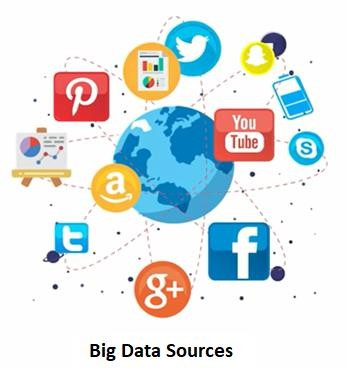 You
Tube
a
S
f
t
g+
Big Data Sources